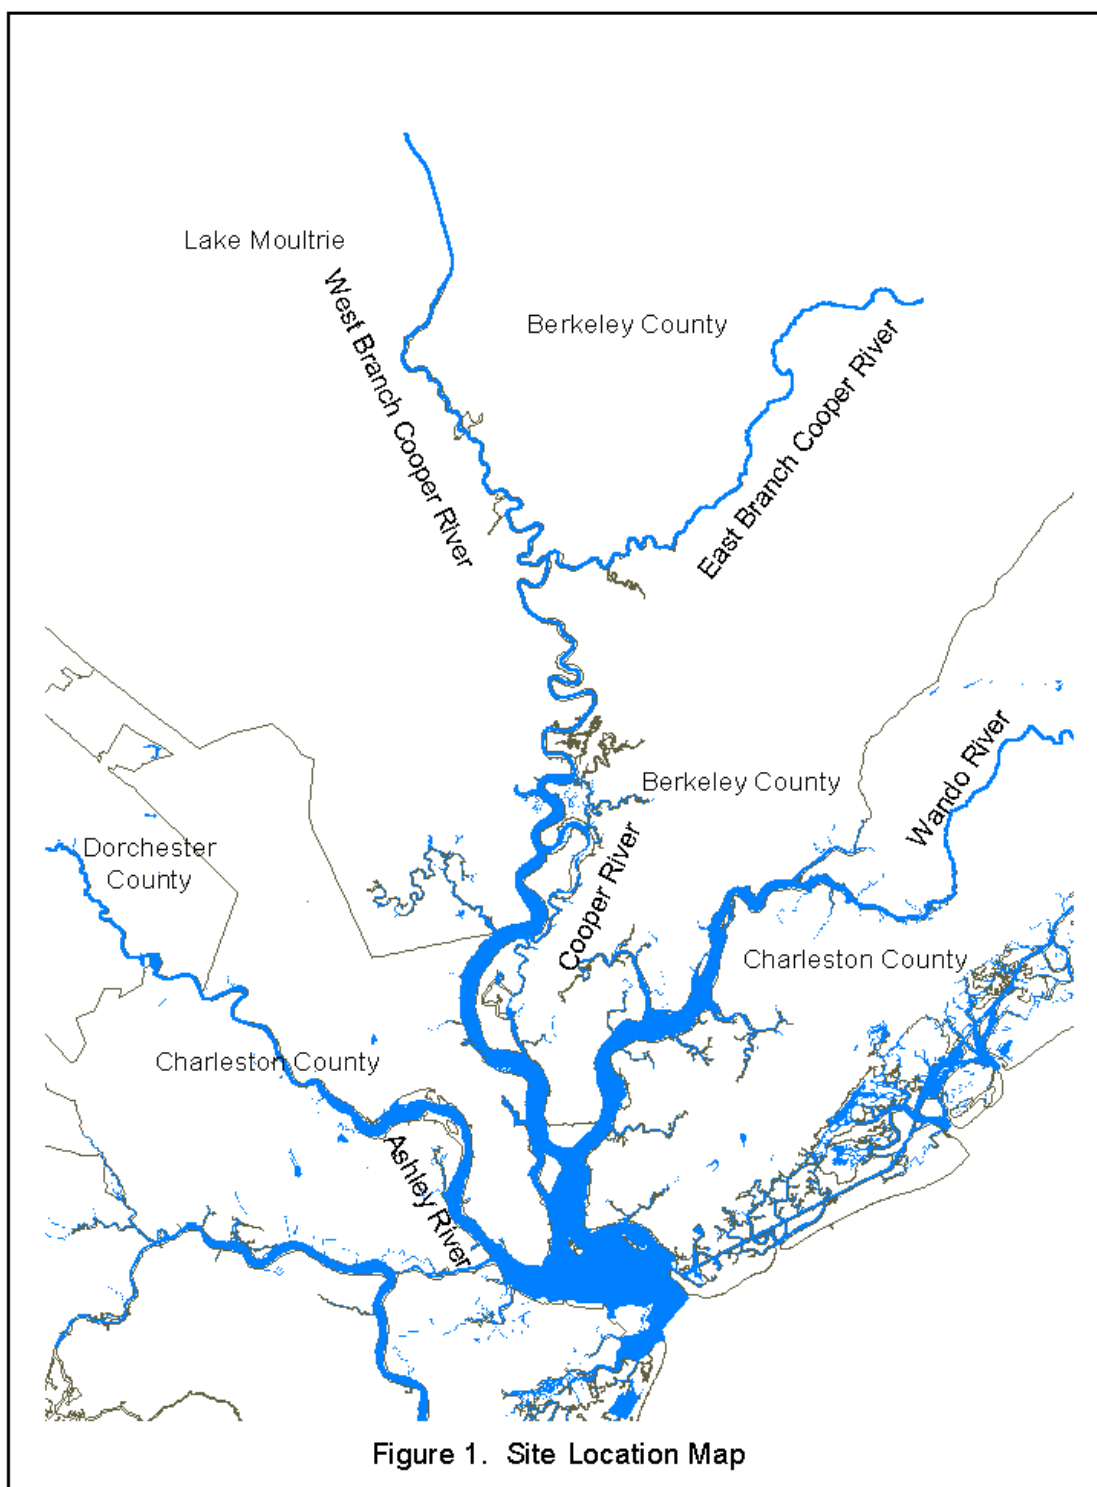 Lake Moultrie
West Branch Cooper River
Berkeley County
East Branch Cooper River
Wando River
Berkeley County
Dorchester
County
Cooper River
Charleston County
Charleston County
Ashley River
Figure 1. Site Location Map